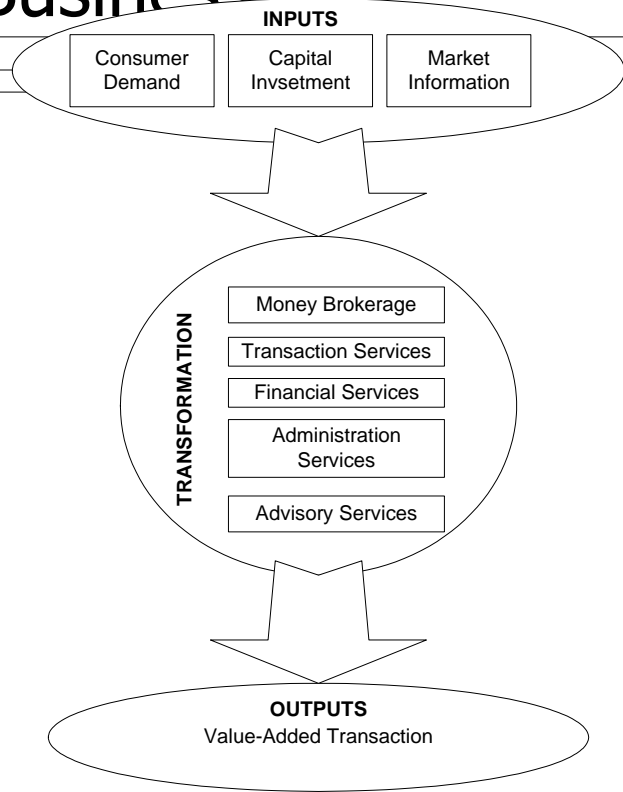 INPUTS
Consumer
Demand
Capital
Invsetment
Market
Information
TRANSFORMATION
Money Brokerage
Transaction Services
Financial Services
Administration
Services
Advisory Services
OUTPUTS
Value-Added Transaction